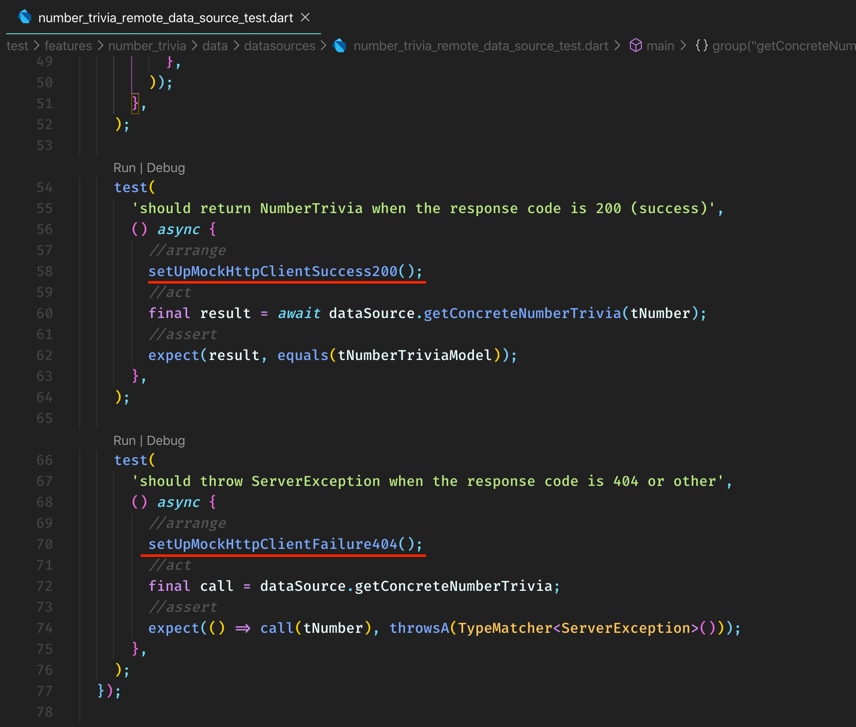 number_trivia_remote_data_source_test.dart ×
test > features > number_trivia > data > datasources > number_trivia_remote_data_source_test.dart > main > {} group("getConcreteNum
49 },
50 ));
51 },
52 );
53
Run | Debug
54 test(
55 'should return NumberTrivia when the response code is 200 (success)',
56 () async {
57 //arrange
58 setUpMockHttpClientSuccess200();
59 //act
60 final result = await dataSource.getConcreteNumberTrivia(tNumber);
61 //assert
62 expect(result, equals(tNumberTriviaModel));
63 },
64 );
65
Run | Debug
66 test(
67 'should throw ServerException when the response code is 404 or other',
68 () async {
69 //arrange
70 setUpMockHttpClientFailure404();
71 //act
72 final call = dataSource.getConcreteNumberTrivia;
73 //assert
74 expect(() => call(tNumber), throwsA(TypeMatcher<ServerException>()));
75 },
76 );
77 });
78